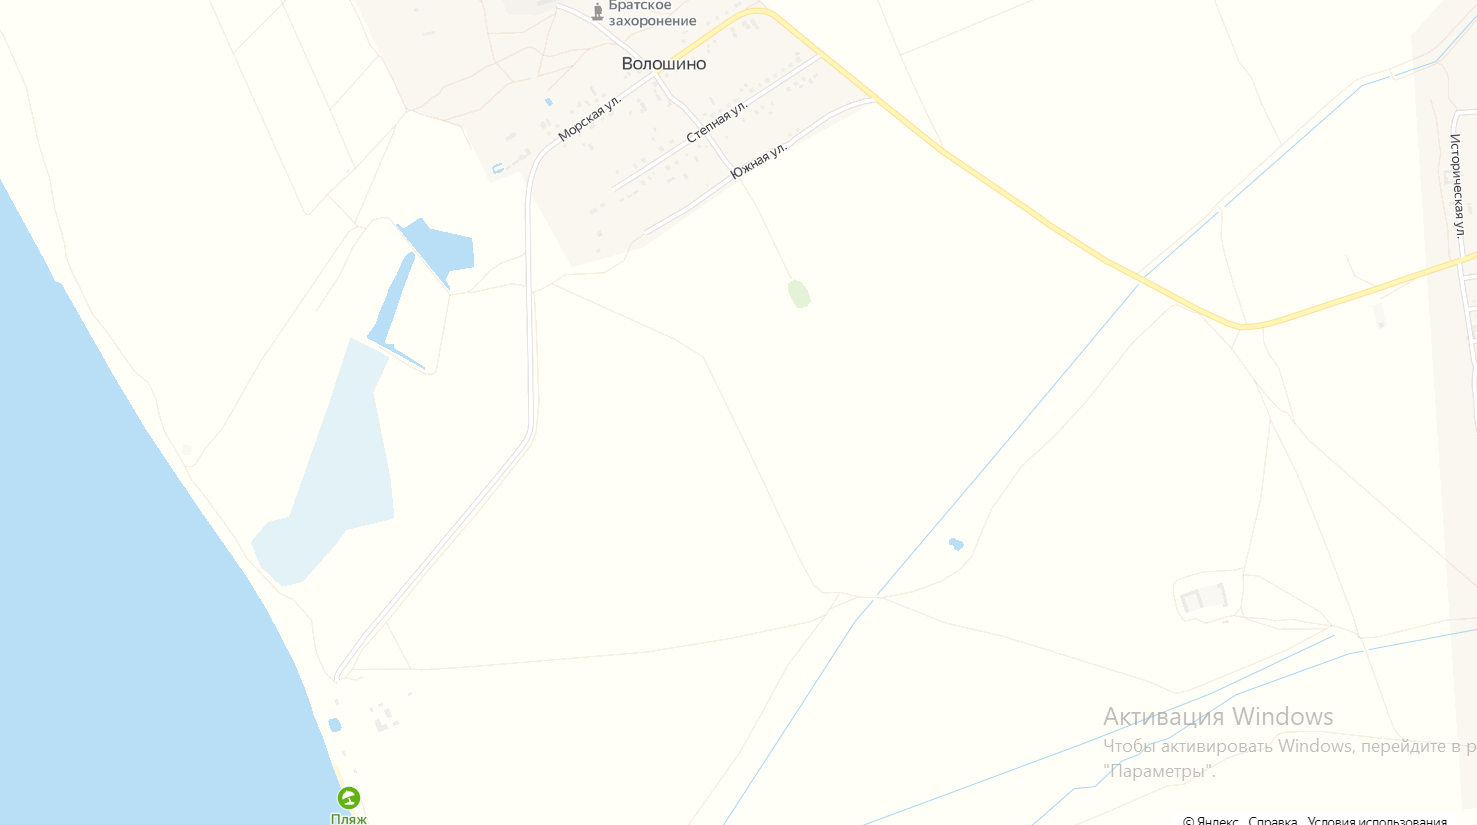 Братское
захоронение
Волошино
Морская ул.
Степная ул.
Южная ул.
Историческая ул.
Активация Windows
Чтобы активировать Windows, перейдите в р
"Параметры".
Пляж
© Яндекс Справка Условия использования